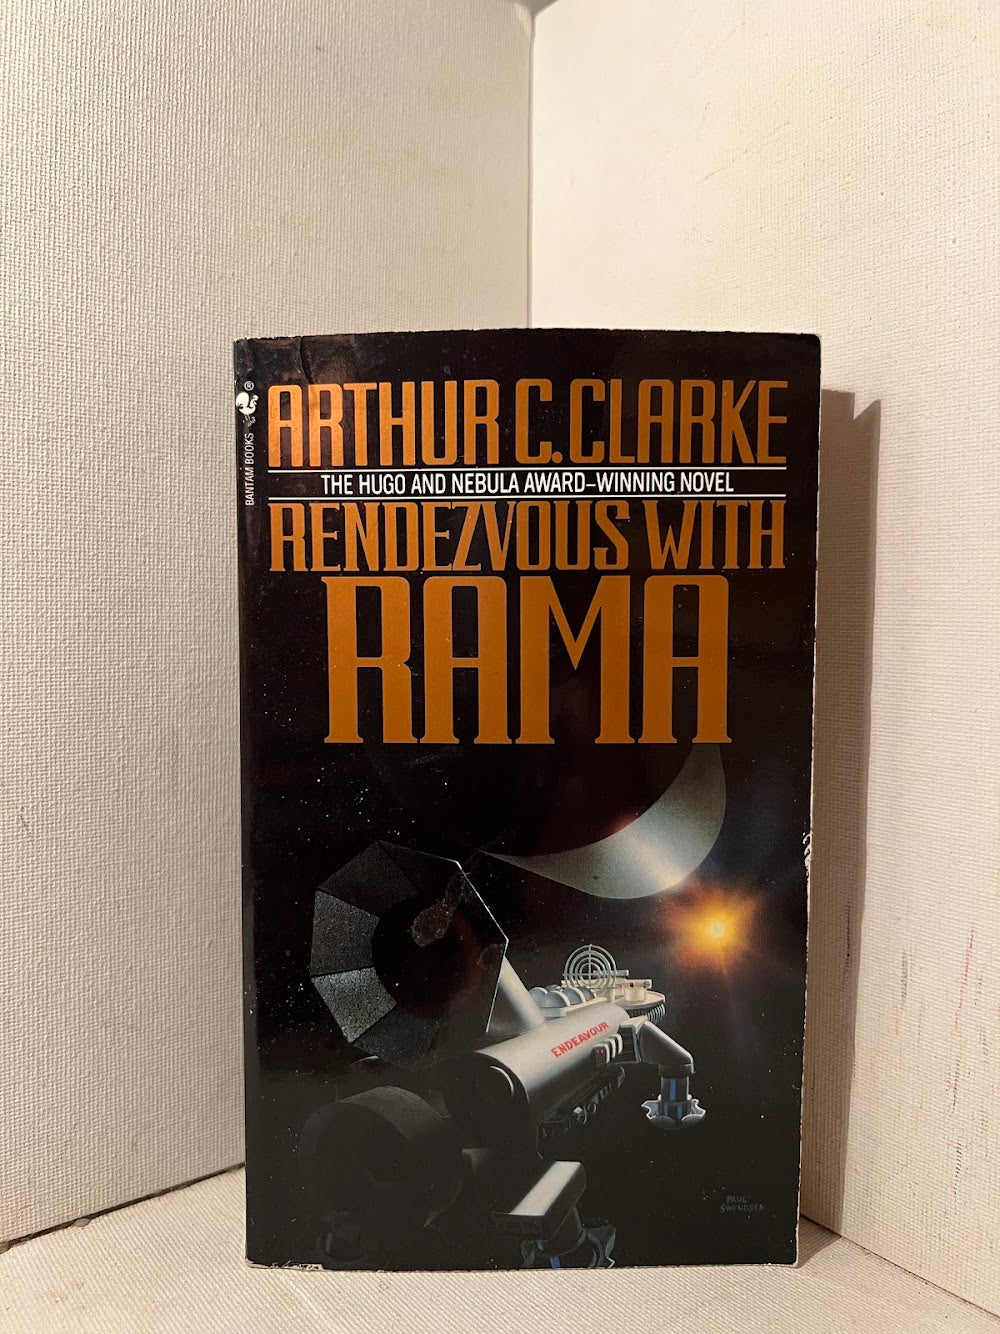 ARTHUR C. CLARKE
THE HUGO AND NEBULA AWARD–WINNING NOVEL
RENDEZVOUS WITH
RAMA
BANTAM BOOKS
®
ENDEAVOUR
PAUL
SWENDSEN